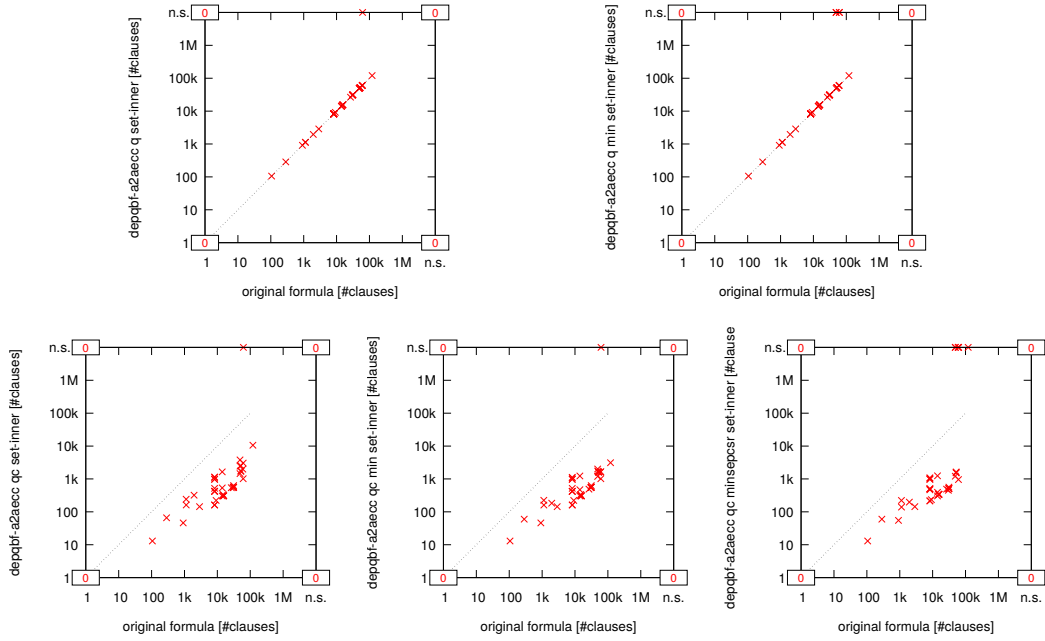 n.s. 0 0
1M
100k
10k
1k
100
10
1 0 0
1 10 100 1k 10k 100k 1M n.s.
original formula [#clauses]
depqbf-a2aecc q set-inner [#clauses]
n.s. 0 0
1M
100k
10k
1k
100
10
1 0 0
1 10 100 1k 10k 100k 1M n.s.
original formula [#clauses]
depqbf-a2aecc q min set-inner [#clauses]
n.s. 0 0
1M
100k
10k
1k
100
10
1 0 0
1 10 100 1k 10k 100k 1M n.s.
original formula [#clauses]
depqbf-a2aecc qc set-inner [#clauses]
n.s. 0 0
1M
100k
10k
1k
100
10
1 0 0
1 10 100 1k 10k 100k 1M n.s.
original formula [#clauses]
depqbf-a2aecc qc min set-inner [#clauses]
n.s. 0 0
1M
100k
10k
1k
100
10
1 0 0
1 10 100 1k 10k 100k 1M n.s.
original formula [#clauses]
depqbf-a2aecc qc minsepcsr set-inner [#clause